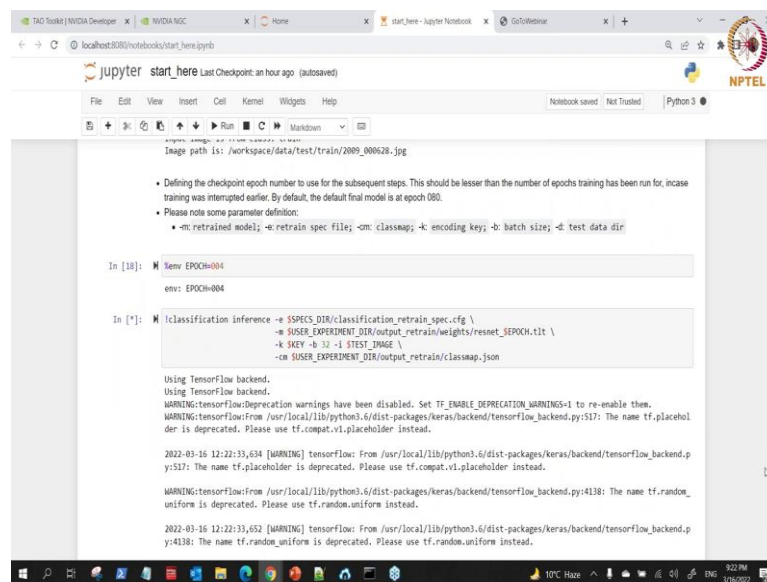 TAO Toolkit | NVIDIA Developer
NVIDIA NGC
Home
start_here - Jupyter Notebook
GoToWebinar
localhost:8080/notebooks/start_here.ipynb
NPTEL
jupyter start_here Last Checkpoint: an hour ago (autosaved)
File Edit View Insert Cell Kernel Widgets Help
Notebook saved Not Trusted Python 3
Run Markdown
Image path is: /workspace/data/test/train/2009_000628.jpg
• Defining the checkpoint epoch number to use for the subsequent steps. This should be lesser than the number of epochs training has been run for, incase
training was interrupted earlier, By default, the default final model is at epoch 080.
• Please note some parameter definition:
• -m: retrained model; -e: retrain spec file; -cm: classmap; -k: encoding key; -b: batch size; -d: test data dir
In [18]: %env EPOCH=004
env: EPOCH=004
In [*]: !classification inference -e $SPECS_DIR/classification_retrain_spec.cfg \
-m $USER_EXPERIMENT_DIR/output_retrain/weights/resnet_$EPOCH.tlt \
-k $KEY -b 32 -i $TEST_IMAGE \
-cm $USER_EXPERIMENT_DIR/output_retrain/classmap.json
Using TensorFlow backend.
Using TensorFlow backend.
WARNING:tensorflow:Deprecation warnings have been disabled. Set TF_ENABLE_DEPRECATION_WARNINGS=1 to re-enable them.
WARNING:tensorflow:From /usr/local/lib/python3.6/dist-packages/keras/backend/tensorflow_backend.py:517: The name tf.placehol
der is deprecated. Please use tf.compat.v1.placeholder instead.
2022-03-16 12:22:33,634 [WARNING] tensorflow: From /usr/local/lib/python3.6/dist-packages/keras/backend/tensorflow_backend.p
y:517: The name tf.placeholder is deprecated. Please use tf.compat.v1.placeholder instead.
WARNING:tensorflow:From /usr/local/lib/python3.6/dist-packages/keras/backend/tensorflow_backend.py:4138: The name tf.random_
uniform is deprecated. Please use tf.random.uniform instead.
2022-03-16 12:22:33,652 [WARNING] tensorflow: From /usr/local/lib/python3.6/dist-packages/keras/backend/tensorflow_backend.p
y:4138: The name tf.random_uniform is deprecated. Please use tf.random.uniform instead.
10°C Haze ENG 9:22 PM
3/16/2022